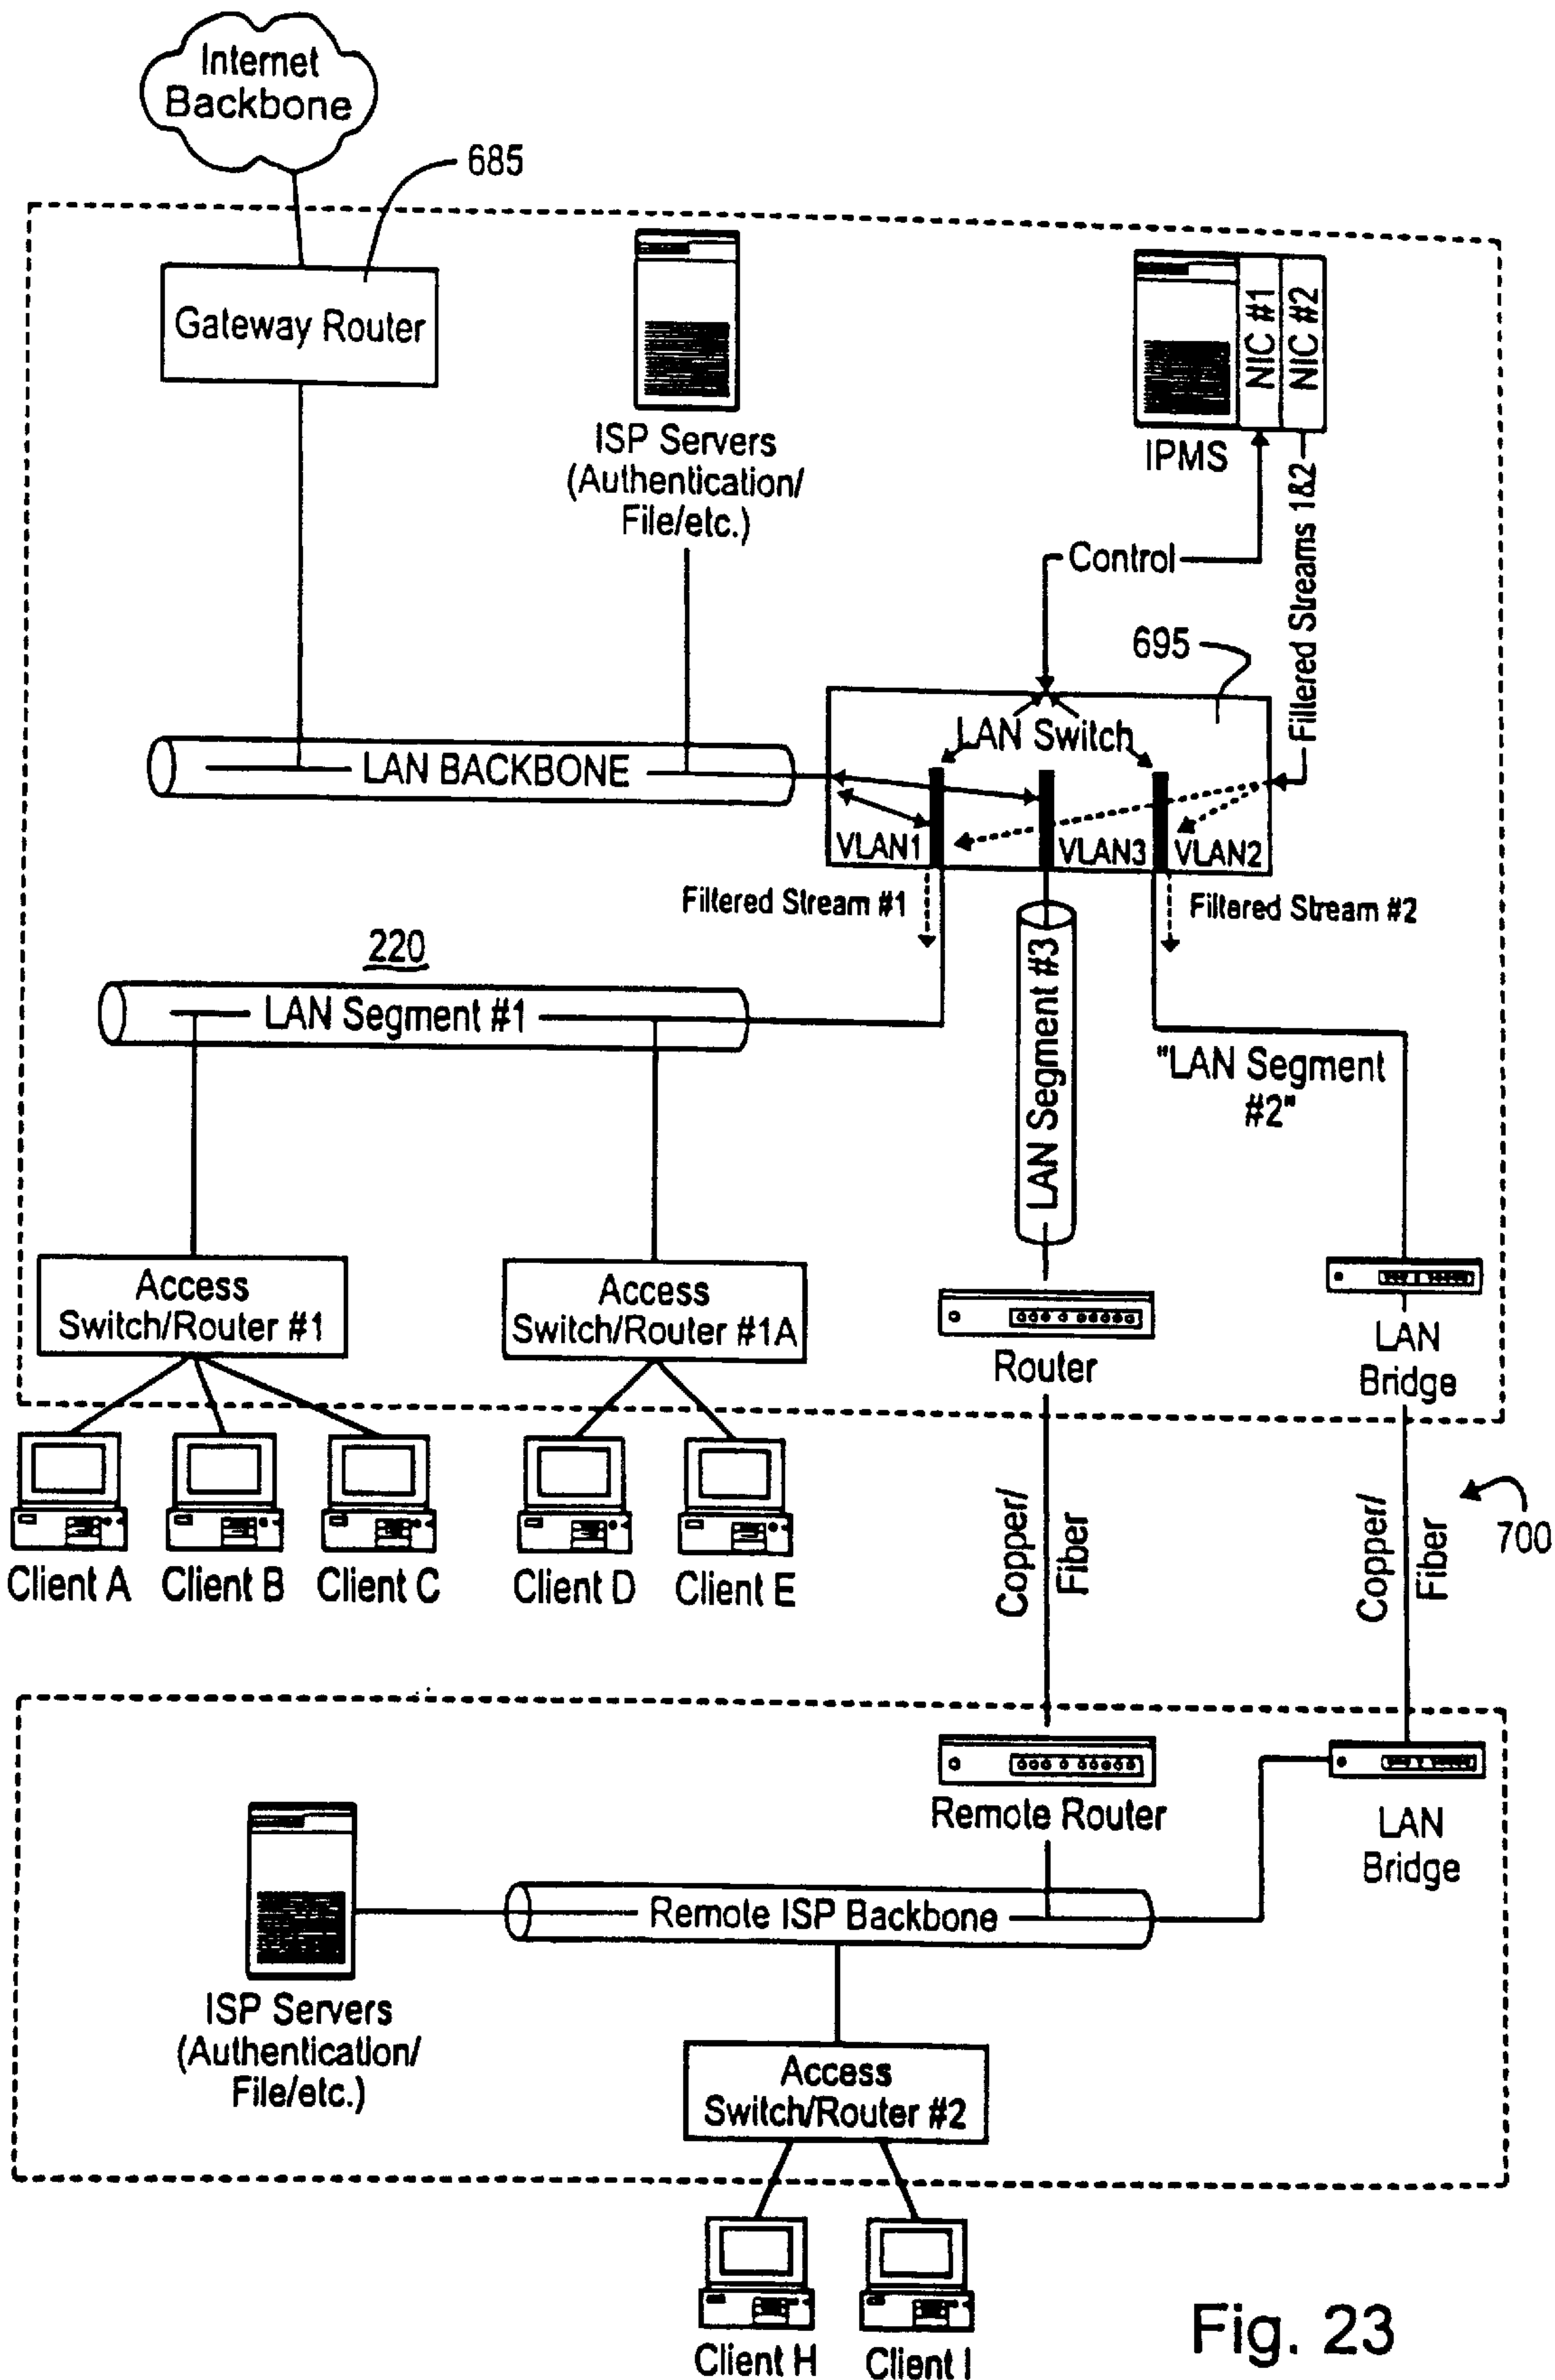 Internet
Backbone
685
Gateway Router
ISP Servers
(Authentication/
File/etc.)
NIC #1
NIC #2
IPMS
Control
Filtered Streams 1&2
695
LAN Switch
LAN BACKBONE
VLAN1
VLAN3
VLAN2
Filtered Stream #1
Filtered Stream #2
220
LAN Segment #1
LAN Segment #3
"LAN Segment
#2"
Access
Switch/Router #1
Access
Switch/Router #1A
Router
LAN
Bridge
Client A
Client B
Client C
Client D
Client E
Copper/
Fiber
Copper/
Fiber
700
Remote Router
LAN
Bridge
Remote ISP Backbone
ISP Servers
(Authentication/
File/etc.)
Access
Switch/Router #2
Client H
Client I
Fig. 23